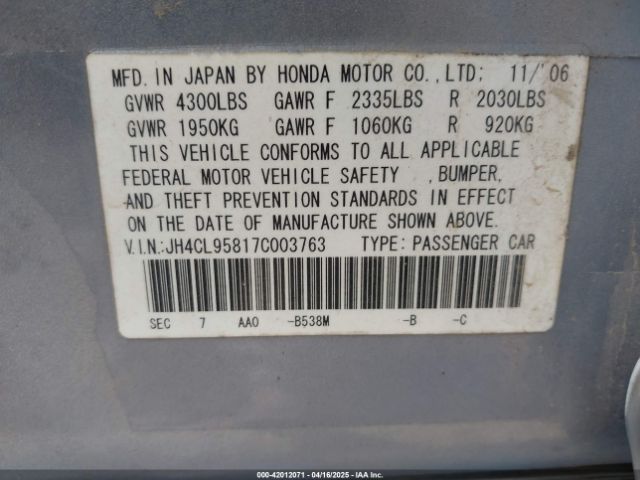 MFD. IN JAPAN BY HONDA MOTOR CO., LTD; 11/'06
GVWR 4300LBS GAWR F 2335LBS R 2030LBS
GVWR 1950KG GAWR F 1060KG R 920KG
THIS VEHICLE CONFORMS TO ALL APPLICABLE
FEDERAL MOTOR VEHICLE SAFETY , BUMPER,
AND THEFT PREVENTION STANDARDS IN EFFECT
ON THE DATE OF MANUFACTURE SHOWN ABOVE.
V.I.N.:JH4CL95817C003763 TYPE: PASSENGER CAR
SEC 7 AA0 -B538M -B -C
000-42012071 - 04/16/2025 - IAAI